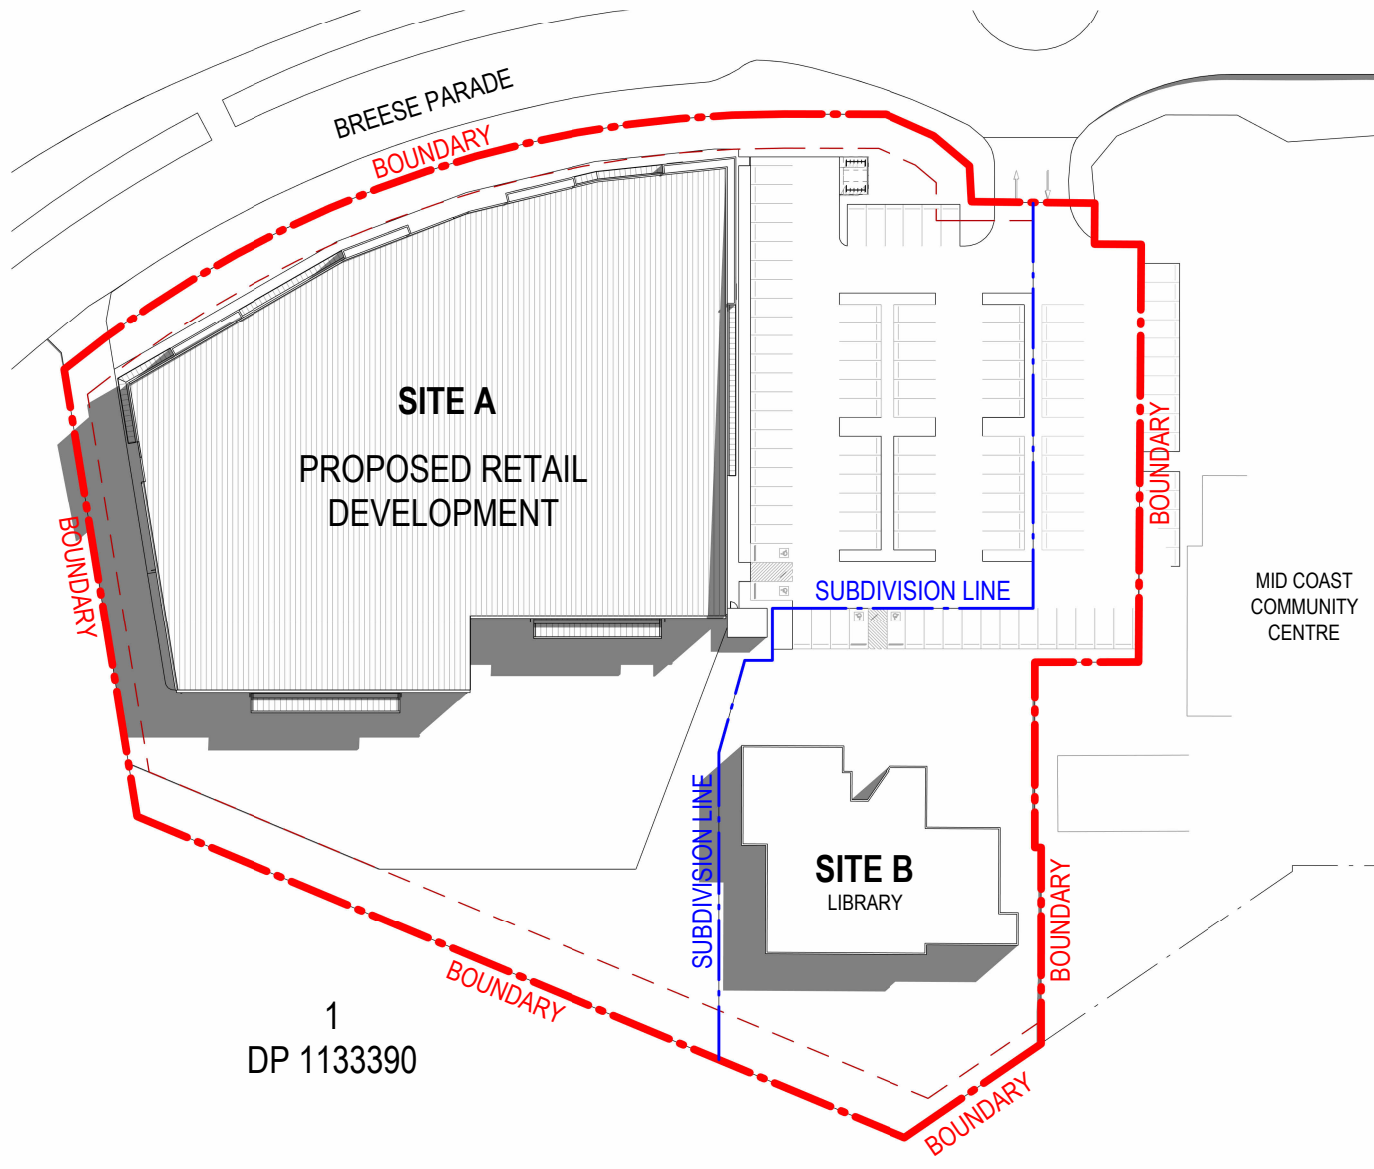 BREESE PARADE
BOUNDARY
SITE A
PROPOSED RETAIL
DEVELOPMENT
BOUNDARY
BOUNDARY
SUBDIVISION LINE
MID COAST
COMMUNITY
CENTRE
SUBDIVISION LINE
SITE B
LIBRARY
BOUNDARY
BOUNDARY
1
DP 1133390
BOUNDARY